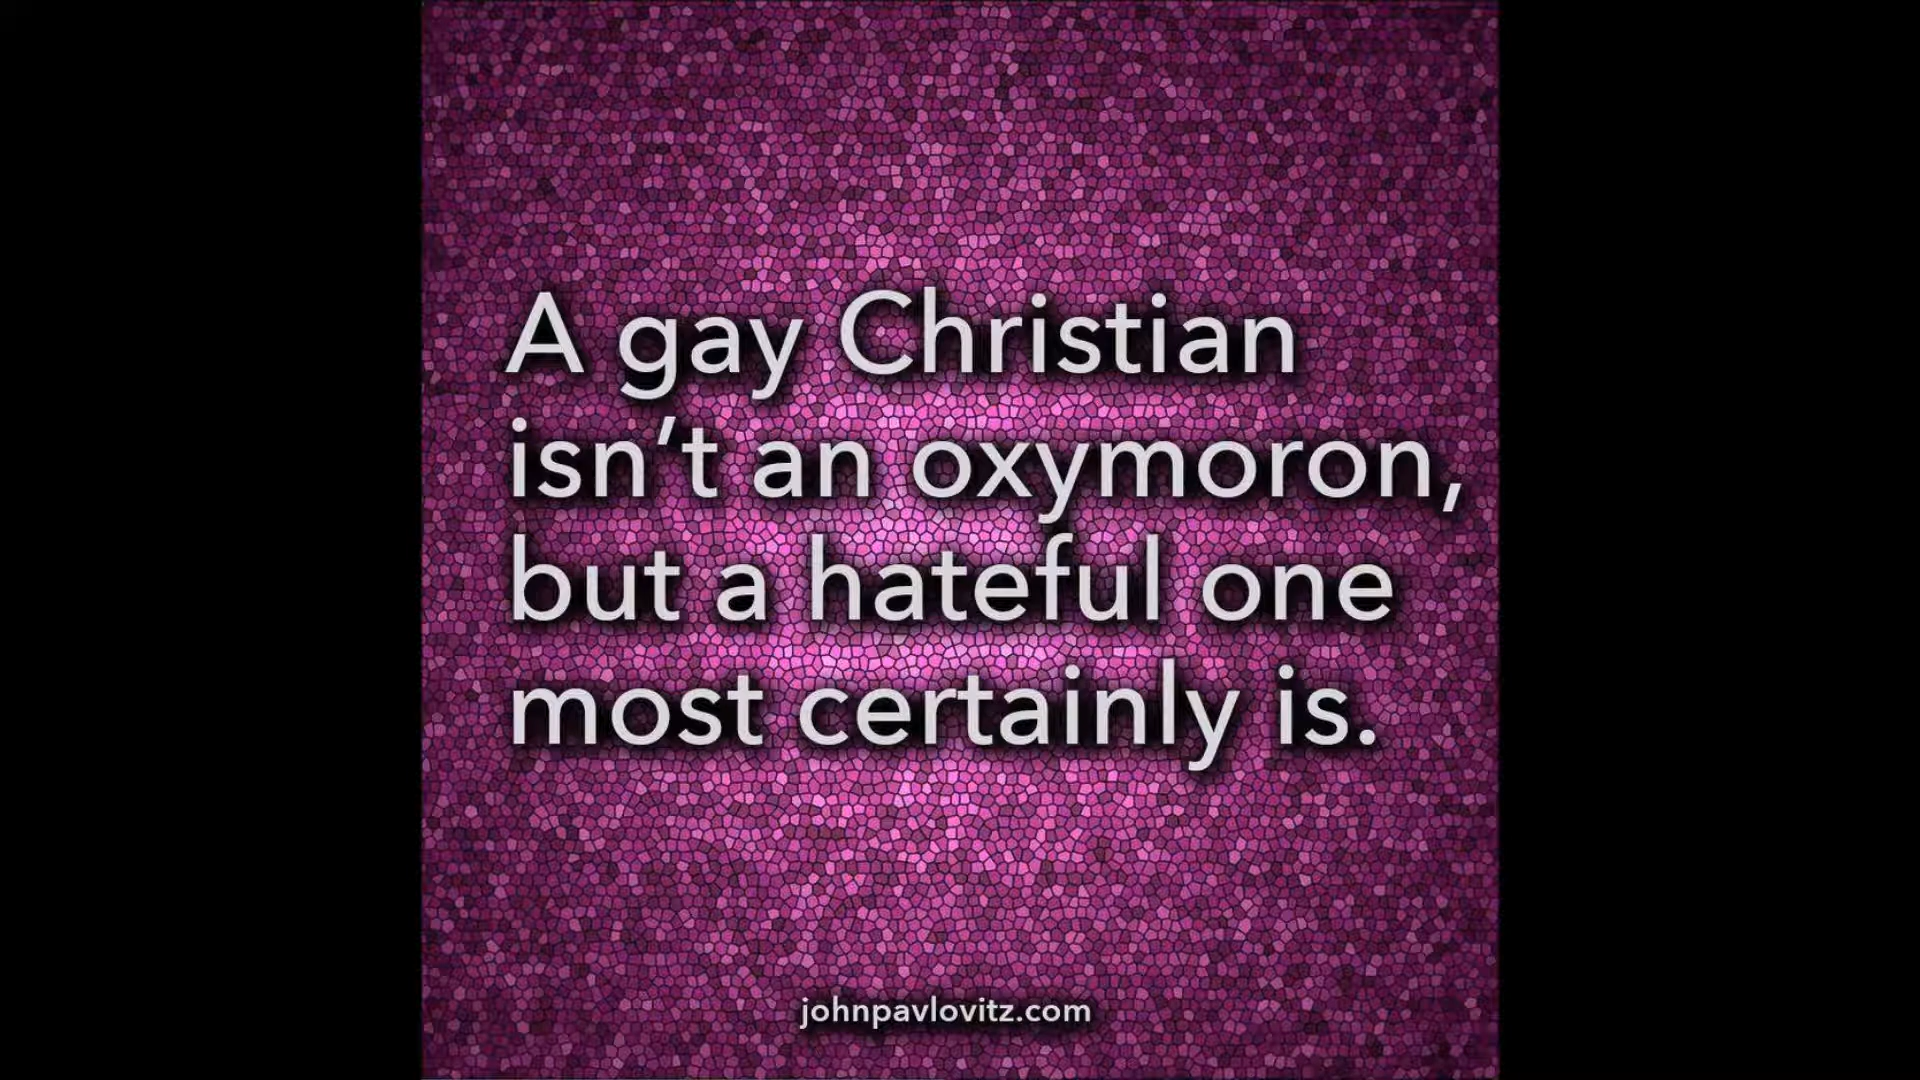 A gay Christian
isn’t an oxymoron,
but a hateful one
most certainly is.
johnpavlovitz.com